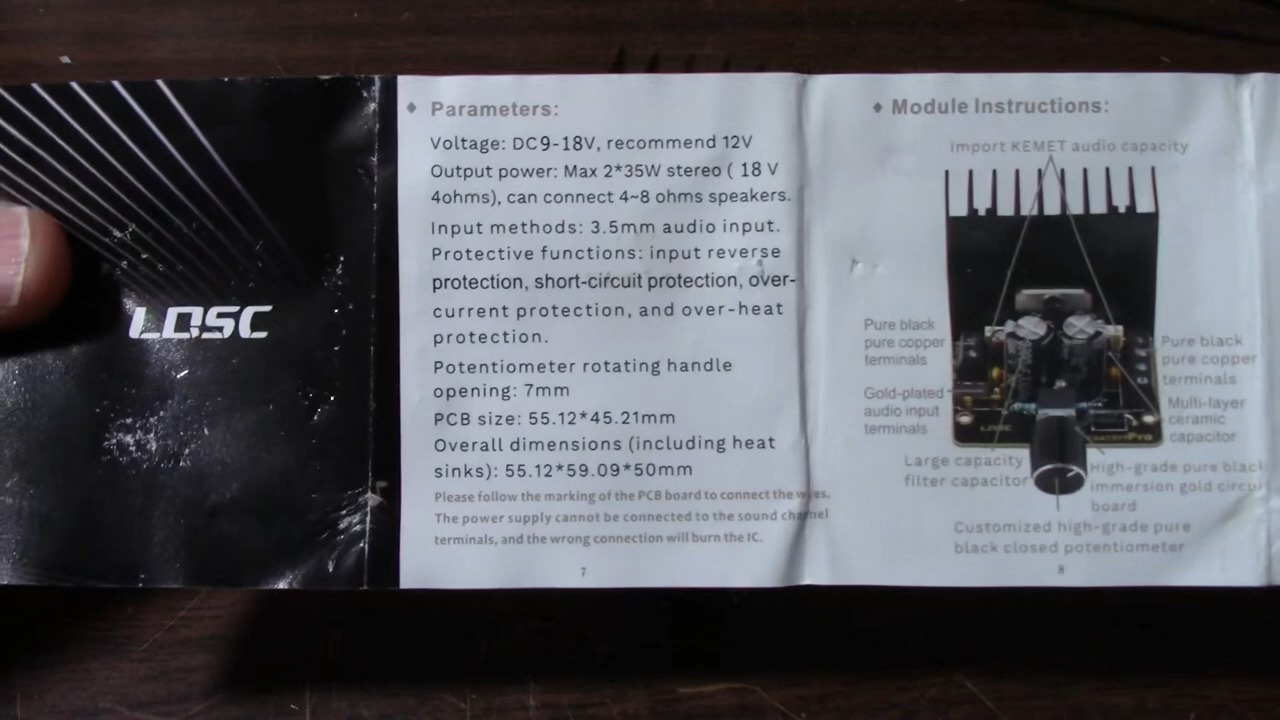 LQSC
◆ Parameters:
Voltage: DC9-18V, recommend 12V
Output power: Max 2*35W stereo ( 18 V
4ohms), can connect 4~8 ohms speakers.
Input methods: 3.5mm audio input.
Protective functions: input reverse
protection, short-circuit protection, over-
current protection, and over-heat
protection.
Potentiometer rotating handle
opening: 7mm
PCB size: 55.12*45.21mm
Overall dimensions (including heat
sinks): 55.12*59.09*50mm
Please follow the marking of the PCB board to connect the wires.
The power supply cannot be connected to the sound channel
terminals, and the wrong connection will burn the IC.
7
◆ Module Instructions:
Import KEMET audio capacity
Pure black
pure copper
terminals
Gold-plated
audio input
terminals
Large capacity
filter capacitor
Pure black
pure copper
terminals
Multi-layer
ceramic
capacitor
High-grade pure black
immersion gold circui
board
LQSC
Customized high-grade pure
black closed potentiometer
8